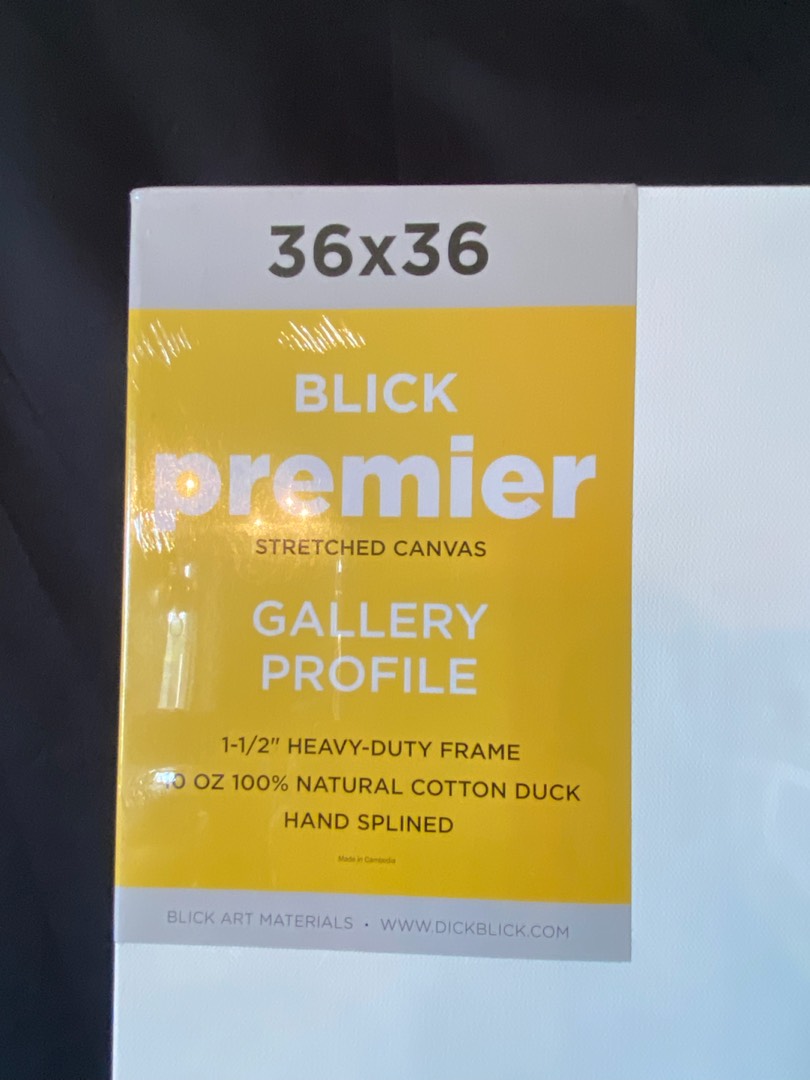 36x36
BLICK
premier
STRETCHED CANVAS
GALLERY
PROFILE
1-1/2" HEAVY-DUTY FRAME
10 OZ 100% NATURAL COTTON DUCK
HAND SPLINED
Made in Cambodia
BLICK ART MATERIALS • WWW.DICKBLICK.COM